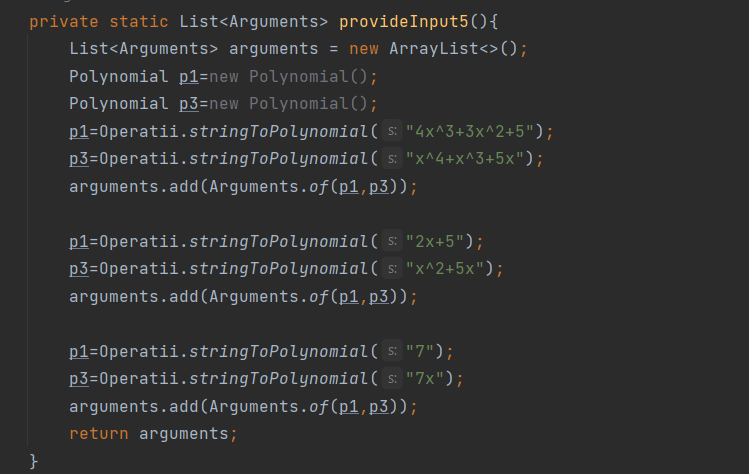 private static List<Arguments> provideInput5(){
List<Arguments> arguments = new ArrayList<>();
Polynomial p1=new Polynomial();
Polynomial p3=new Polynomial();
p1=Operatii.stringToPolynomial( s: "4x^3+3x^2+5");
p3=Operatii.stringToPolynomial( s: "x^4+x^3+5x");
arguments.add(Arguments.of(p1,p3));
p1=Operatii.stringToPolynomial( s: "2x+5");
p3=Operatii.stringToPolynomial( s: "x^2+5x");
arguments.add(Arguments.of(p1,p3));
p1=Operatii.stringToPolynomial( s: "7");
p3=Operatii.stringToPolynomial( s: "7x");
arguments.add(Arguments.of(p1,p3));
return arguments;
}